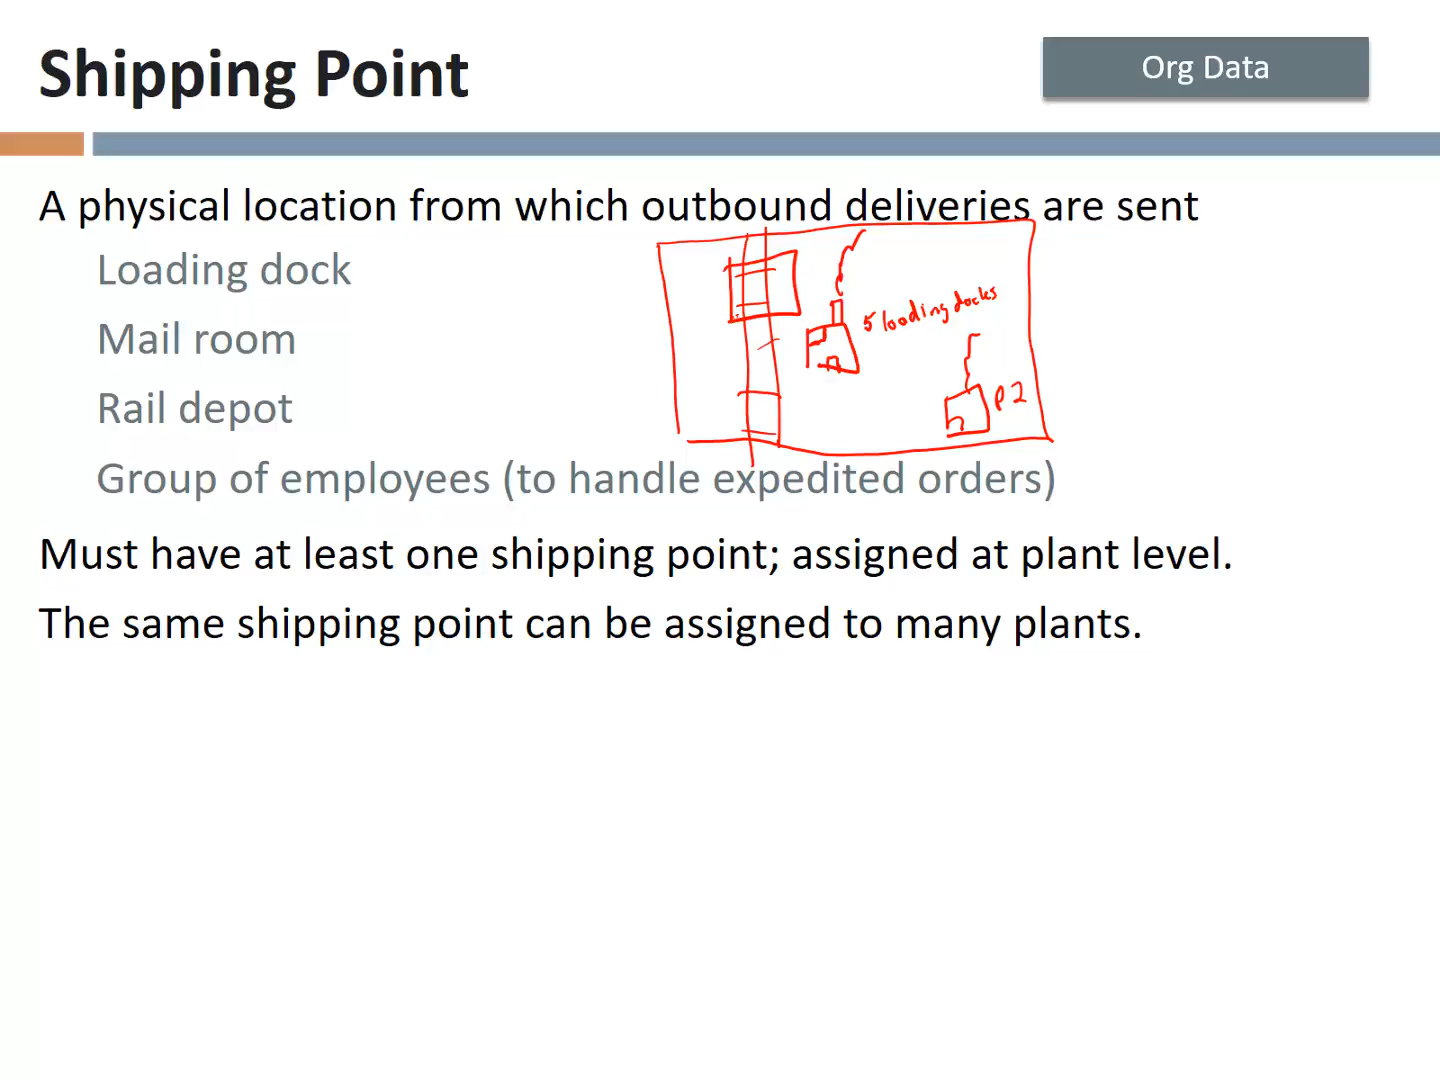 Shipping Point
Org Data
A physical location from which outbound deliveries are sent
Loading dock
5 loading docks
Mail room
Rail depot
P2
Group of employees (to handle expedited orders)
Must have at least one shipping point; assigned at plant level.
The same shipping point can be assigned to many plants.